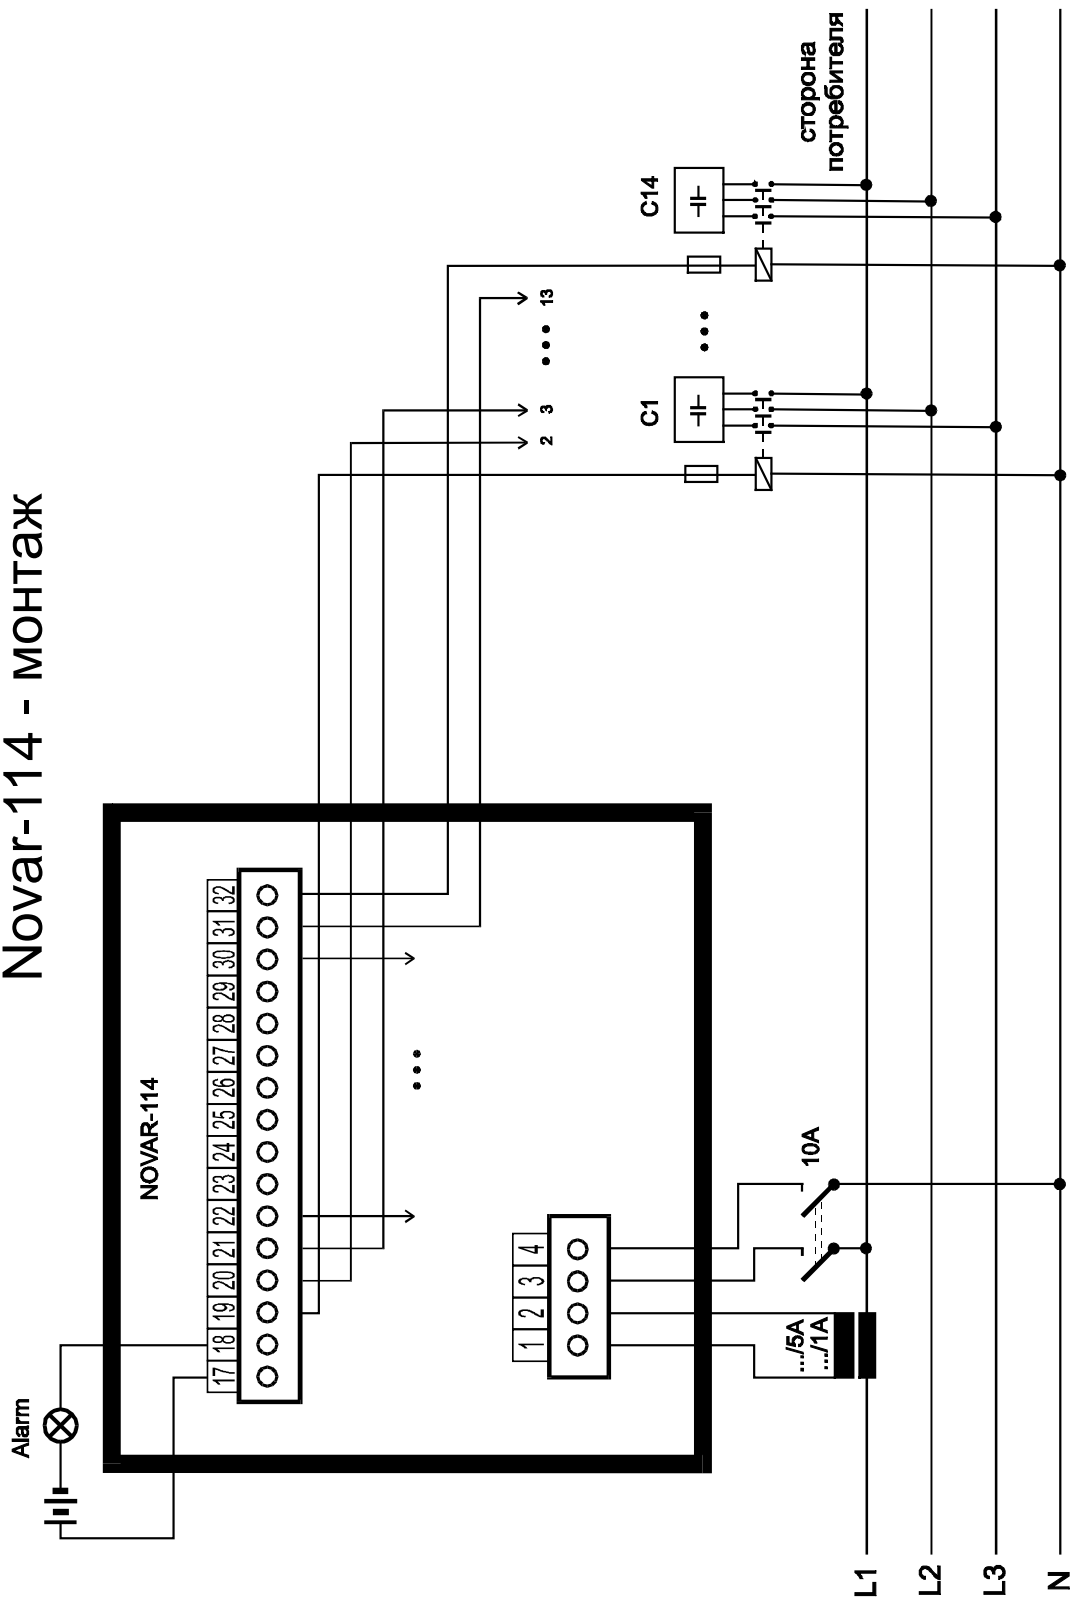 Novar-114 - монтаж
Alarm
NOVAR-114
17 18 19 20 21 22 23 24 25 26 27 28 29 30 31 32
2 3 13
1 2 3 4
C1
C14
.../5A
.../1A
10A
сторона
потребителя
L1
L2
L3
N